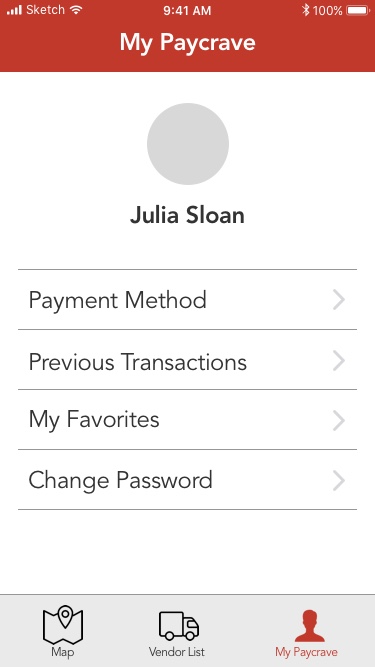 Sketch 9:41 AM 100%
My Paycrave
Julia Sloan
Payment Method
Previous Transactions
My Favorites
Change Password
Map Vendor List My Paycrave